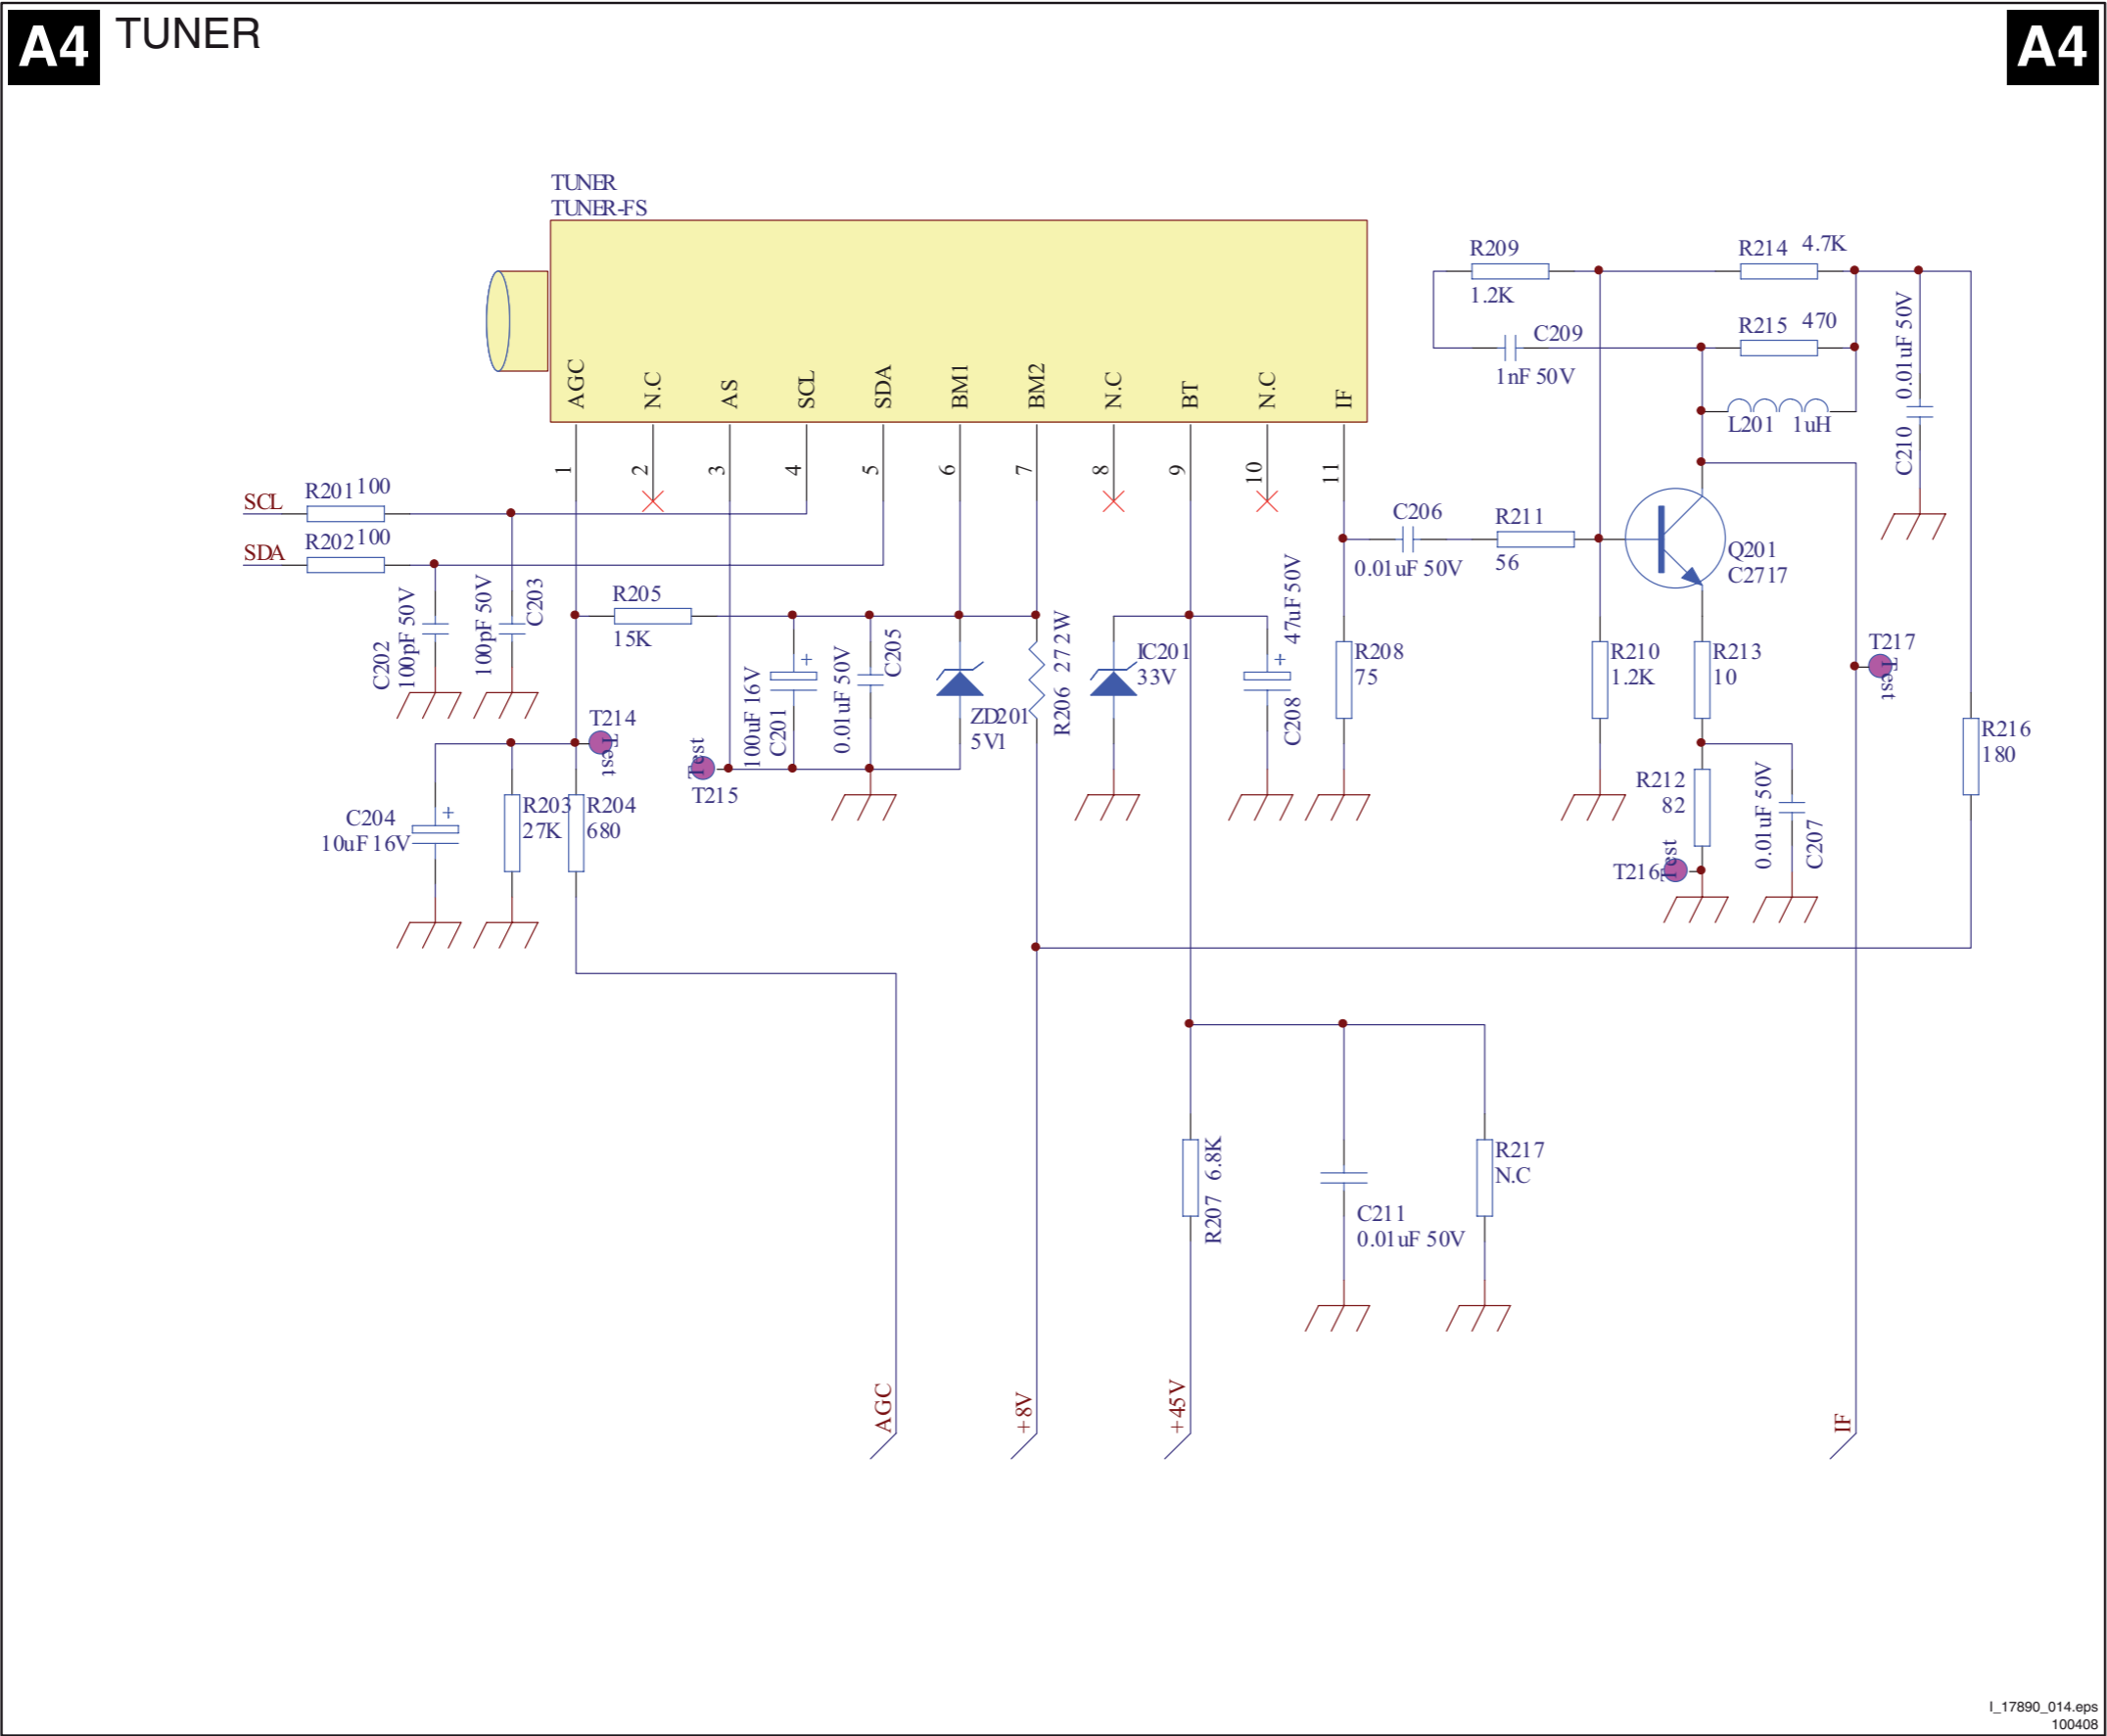 A4 TUNER A4
TUNER
TUNER-FS
AGC
N.C
AS
SCL
SDA
BM1
BM2
N.C
BT
N.C
IF
1
2
3
4
5
6
7
8
9
10
11
R209
1.2K
R214 4.7K
C209
1nF 50V
R215 470
L201 1uH
C210 0.01uF 50V
SCL
R201 100
SDA
R202 100
C202
100pF 50V
100pF 50V
C203
R205
15K
C206
0.01uF 50V
R211
56
Q201
C2717
100uF 16V
C201
0.01uF 50V
C205
ZD201
5V1
R206 27 2W
IC201
33V
47uF 50V
C208
R208
75
R210
1.2K
R213
10
T217
Test
T214
Test
Test
T215
R216
180
R212
82
0.01uF 50V
C207
Test
T216
C204
10uF 16V
R203
27K
R204
680
R207 6.8K
R217
N.C
C211
0.01uF 50V
AGC
+8V
+45V
IF
I_17890_014.eps
100408